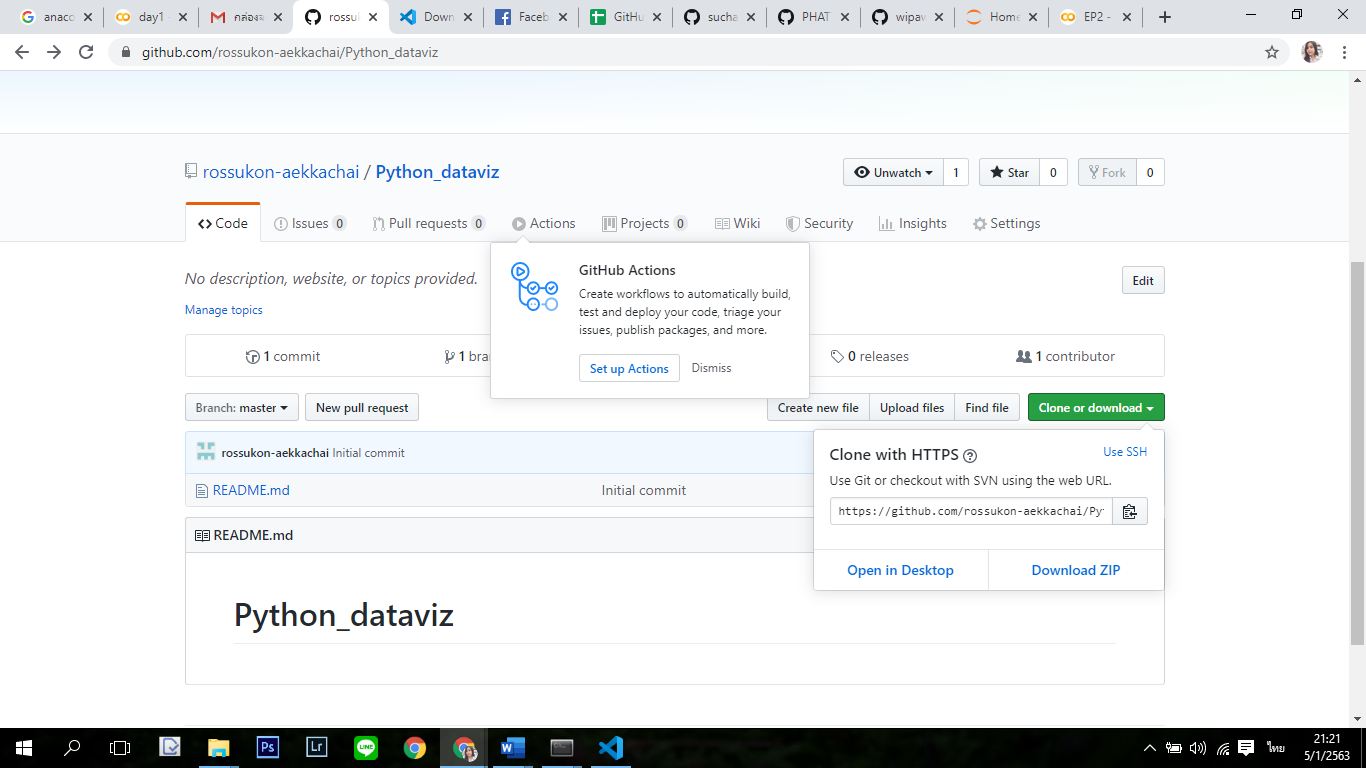 anaco
day1 -
กล่องจ
rossu
Down
Faceb
GitHu
sucha
PHAT
wipav
Home
EP2 -
github.com/rossukon-aekkachai/Python_dataviz
rossukon-aekkachai / Python_dataviz
Unwatch 1
Star 0
Fork 0
Code
Issues 0
Pull requests 0
Actions
Projects 0
Wiki
Security
Insights
Settings
No description, website, or topics provided.
Edit
Manage topics
GitHub Actions
Create workflows to automatically build,
test and deploy your code, triage your
issues, publish packages, and more.
Set up Actions
Dismiss
1 commit
1 bra
0 releases
1 contributor
Branch: master
New pull request
Create new file
Upload files
Find file
Clone or download
rossukon-aekkachai Initial commit
README.md
Initial commit
Clone with HTTPS
Use SSH
Use Git or checkout with SVN using the web URL.
https://github.com/rossukon-aekkachai/Py
Open in Desktop
Download ZIP
README.md
Python_dataviz
Ps
Lr
LINE
ไทย
21:21
5/1/2563